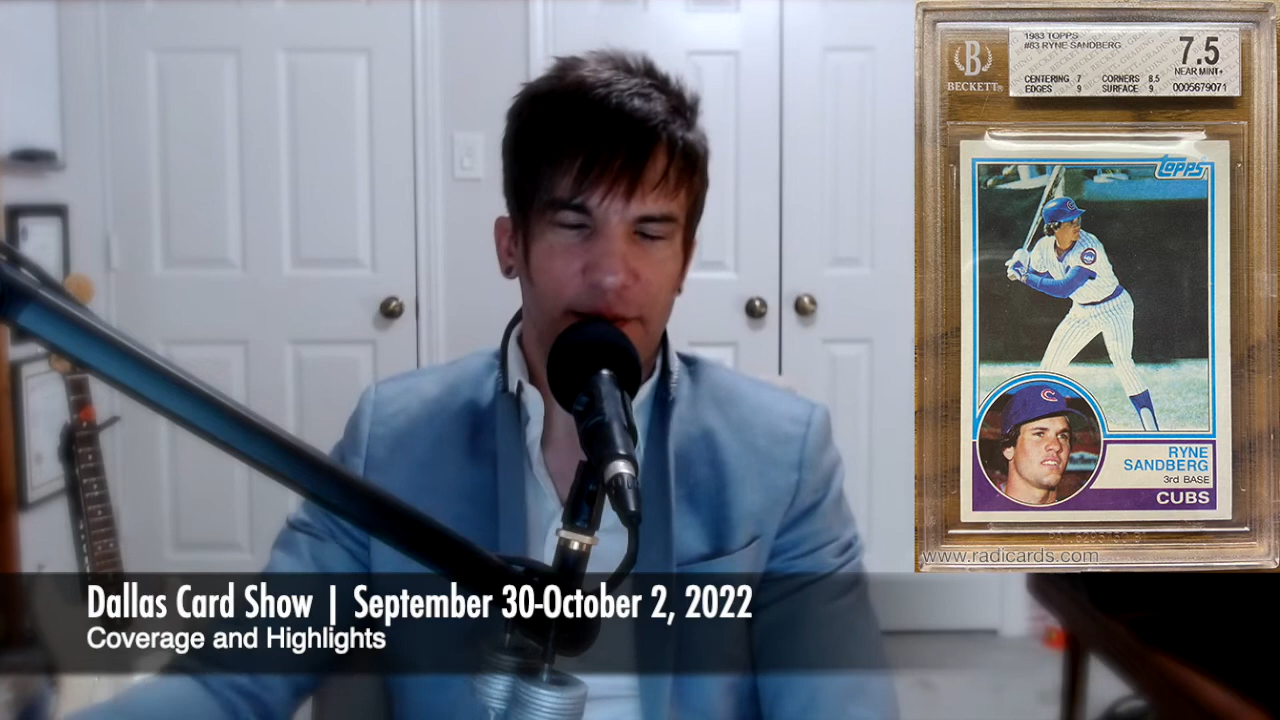 1983 TOPPS
#83 RYNE SANDBERG
7.5
NEAR MINT+
CENTERING 7 CORNERS 8.5
EDGES 9 SURFACE 9 0005679071
B
BECKETT
topps
C
RYNE
SANDBERG
3rd BASE
CUBS
www.radicards.com
Dallas Card Show | September 30-October 2, 2022
Coverage and Highlights